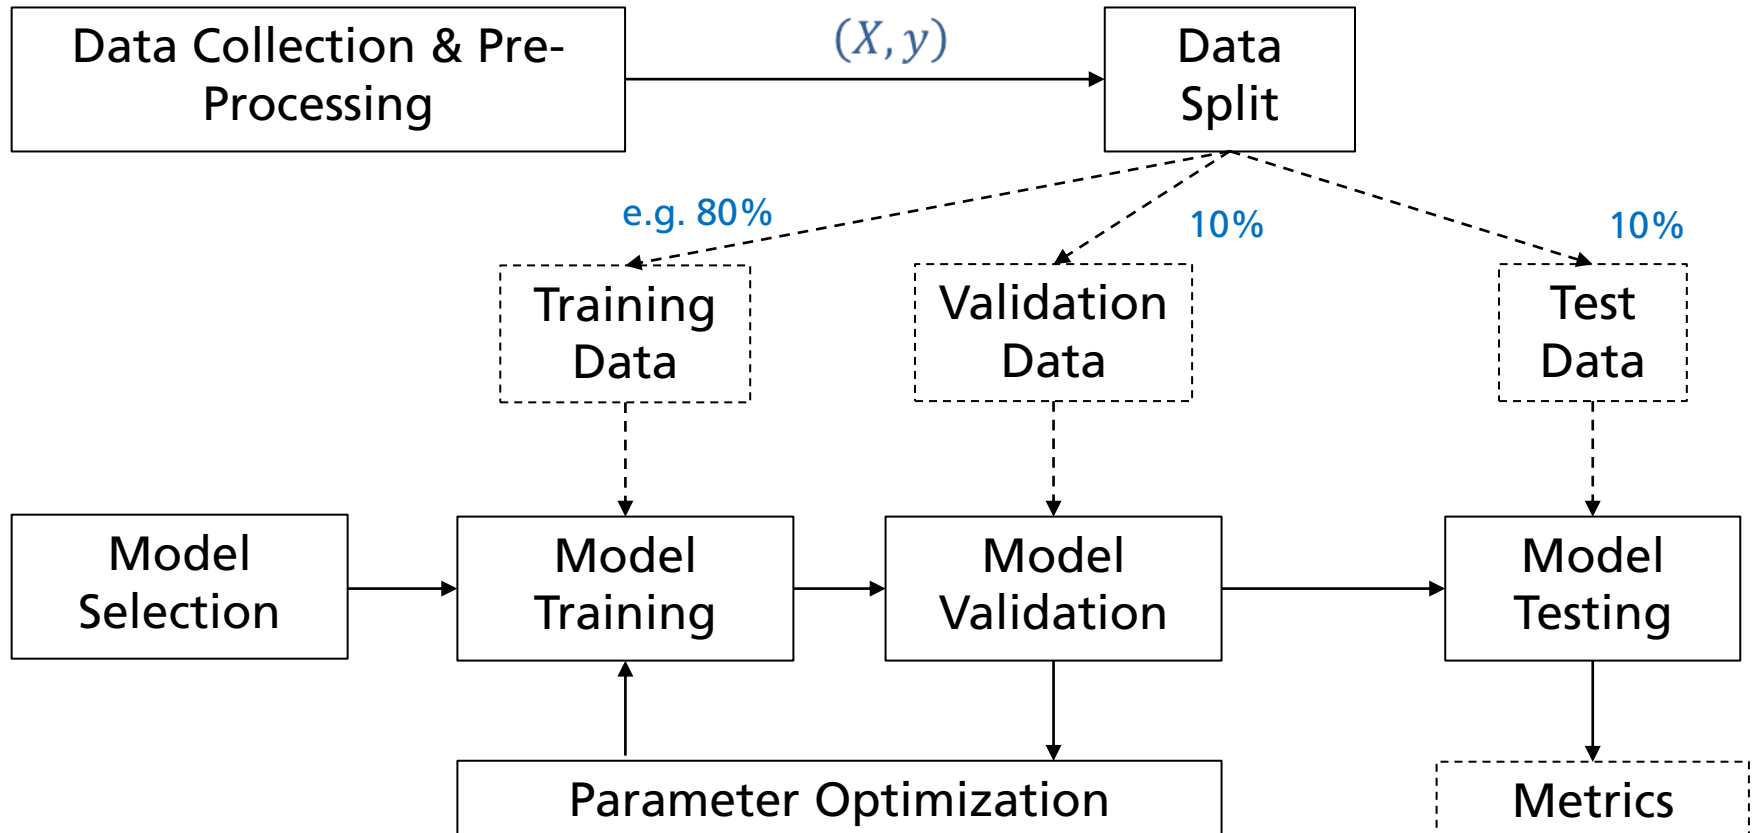 Data Collection & Pre-
Processing
(X, y)
Data
Split
e.g. 80%
10%
10%
Training
Data
Validation
Data
Test
Data
Model
Selection
Model
Training
Model
Validation
Model
Testing
Parameter Optimization
Metrics